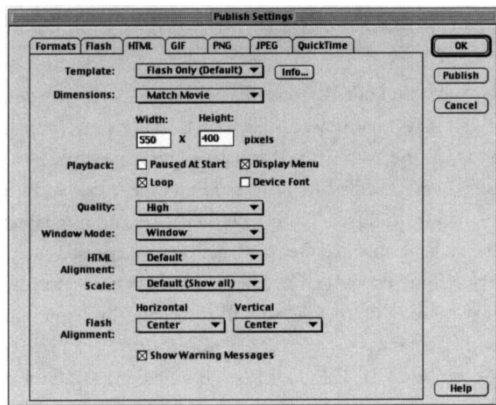 Publish Settings
Formats Flash HTML GIF PNG JPEG QuickTime
OK
Publish
Cancel
Template: Flash Only (Default) Info...
Dimensions: Match Movie
Width: Height:
550 X 400 pixels
Playback: Paused At Start Display Menu
Loop Device Font
Quality: High
Window Mode: Window
HTML Alignment: Default
Scale: Default (Show all)
Horizontal Vertical
Flash Alignment: Center Center
Show Warning Messages
Help